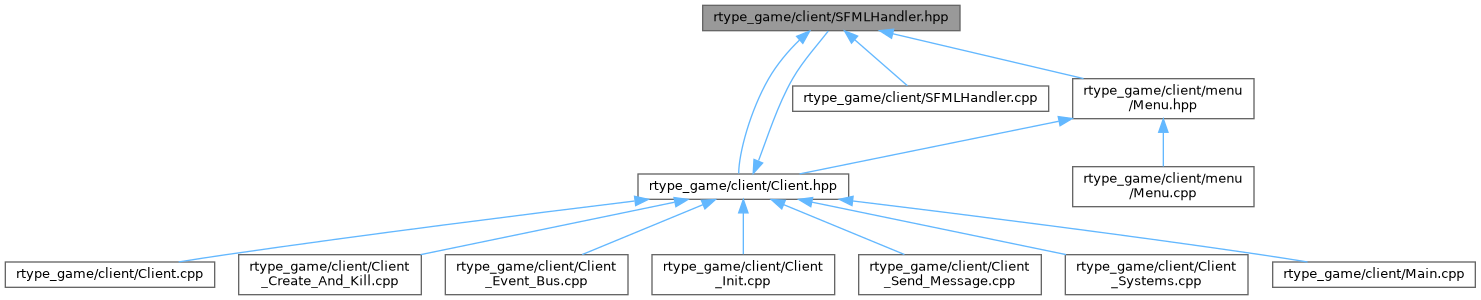 rtype_game/client/SFMLHandler.hpp
rtype_game/client/SFMLHandler.cpp
rtype_game/client/menu
/Menu.hpp
rtype_game/client/Client.hpp
rtype_game/client/menu
/Menu.cpp
rtype_game/client/Client.cpp
rtype_game/client/Client
_Create_And_Kill.cpp
rtype_game/client/Client
_Event_Bus.cpp
rtype_game/client/Client
_Init.cpp
rtype_game/client/Client
_Send_Message.cpp
rtype_game/client/Client
_Systems.cpp
rtype_game/client/Main.cpp